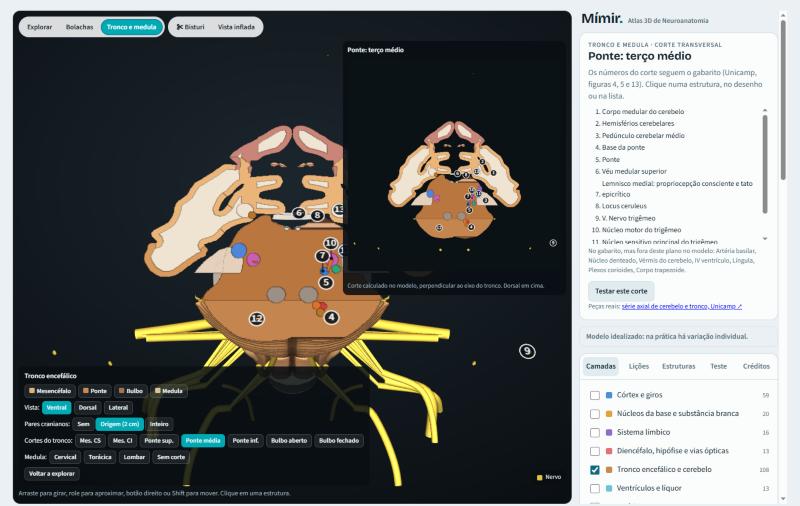 Explorar Bolachas Tronco e medula Bisturi Vista inflada
Ponte: terço médio
6 8 13
10
7
5
12 4
9
9
Corte calculado no modelo, perpendicular ao eixo do tronco. Dorsal em cima.
Tronco encefálico
Mesencéfalo Ponte Bulbo Medula
Vista: Ventral Dorsal Lateral
Pares cranianos: Sem Origem (2 cm) Inteiro
Cortes do tronco: Mes. CS Mes. CI Ponte sup. Ponte média Ponte inf. Bulbo aberto Bulbo fechado
Medula: Cervical Torácica Lombar Sem corte
Voltar a explorar
Nervo
Arraste para girar, role para aproximar, botão direito ou Shift para mover. Clique em uma estrutura.
Mímir. Atlas 3D de Neuroanatomia
TRONCO E MEDULA · CORTE TRANSVERSAL
Ponte: terço médio
Os números do corte seguem o gabarito (Unicamp,
figuras 4, 5 e 13). Clique numa estrutura, no desenho
ou na lista.
1. Corpo medular do cerebelo
2. Hemisférios cerebelares
3. Pedúnculo cerebelar médio
4. Base da ponte
5. Ponte
6. Véu medular superior
Lemnisco medial: propriocepção consciente e tato
7. epicrítico
8. Locus ceruleus
9. V. Nervo trigêmeo
10. Núcleo motor do trigêmeo
11. Núcleo sensitivo principal do trigêmeo
No gabarito, mas fora deste plano no modelo: Artéria basilar,
Núcleo denteado, Vérmis do cerebelo, IV ventrículo, Língula,
Plexos corioides, Corpo trapezoide.
Testar este corte
Peças reais: série axial de cerebelo e tronco, Unicamp ↗
Modelo idealizado: na prática há variação individual.
Camadas Lições Estruturas Teste Créditos
Córtex e giros 59
Núcleos da base e substância branca 20
Sistema límbico 16
Diencéfalo, hipófise e vias ópticas 13
Tronco encefálico e cerebelo 108
Ventrículos e líquor 13